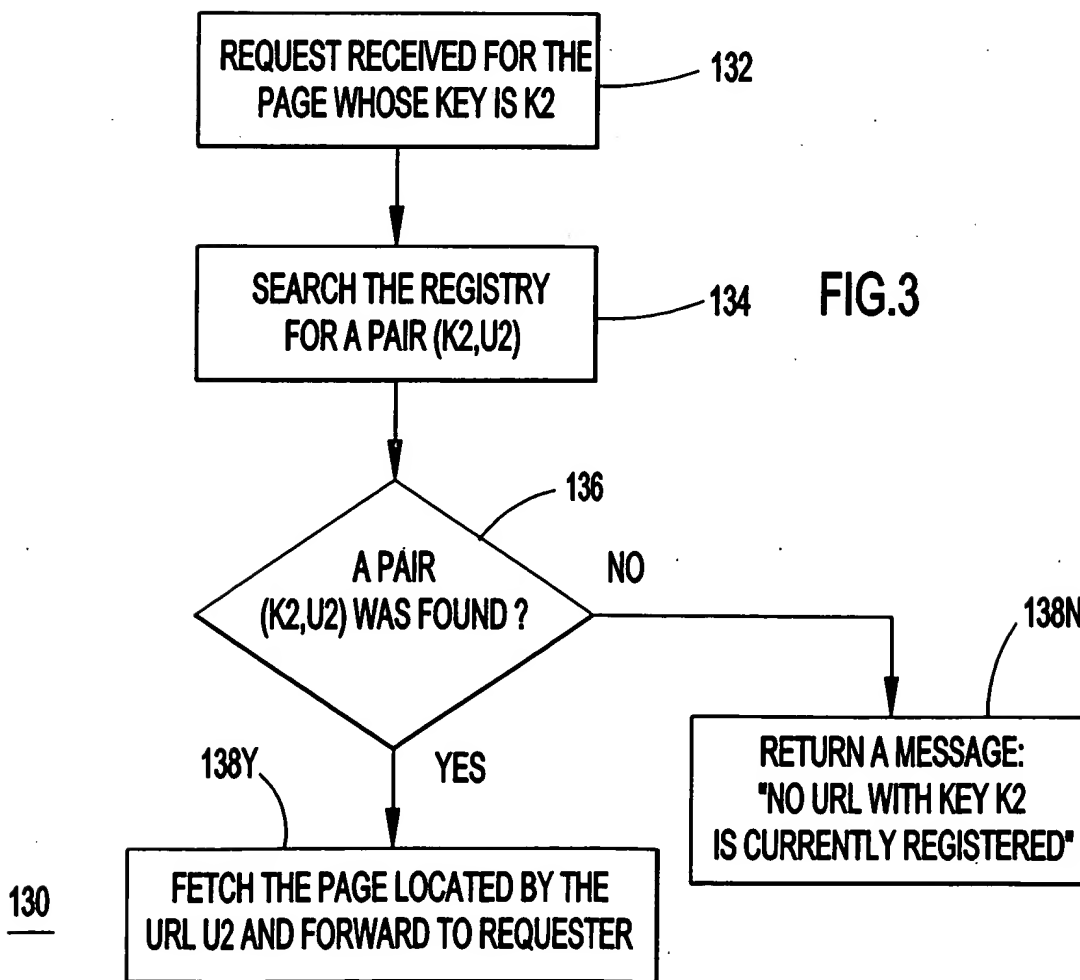 REQUEST RECEIVED FOR THE
PAGE WHOSE KEY IS K2
132
SEARCH THE REGISTRY
FOR A PAIR (K2,U2)
134
FIG.3
136
A PAIR
(K2,U2) WAS FOUND ?
NO
138N
YES
138Y
RETURN A MESSAGE:
"NO URL WITH KEY K2
IS CURRENTLY REGISTERED"
FETCH THE PAGE LOCATED BY THE
URL U2 AND FORWARD TO REQUESTER
130